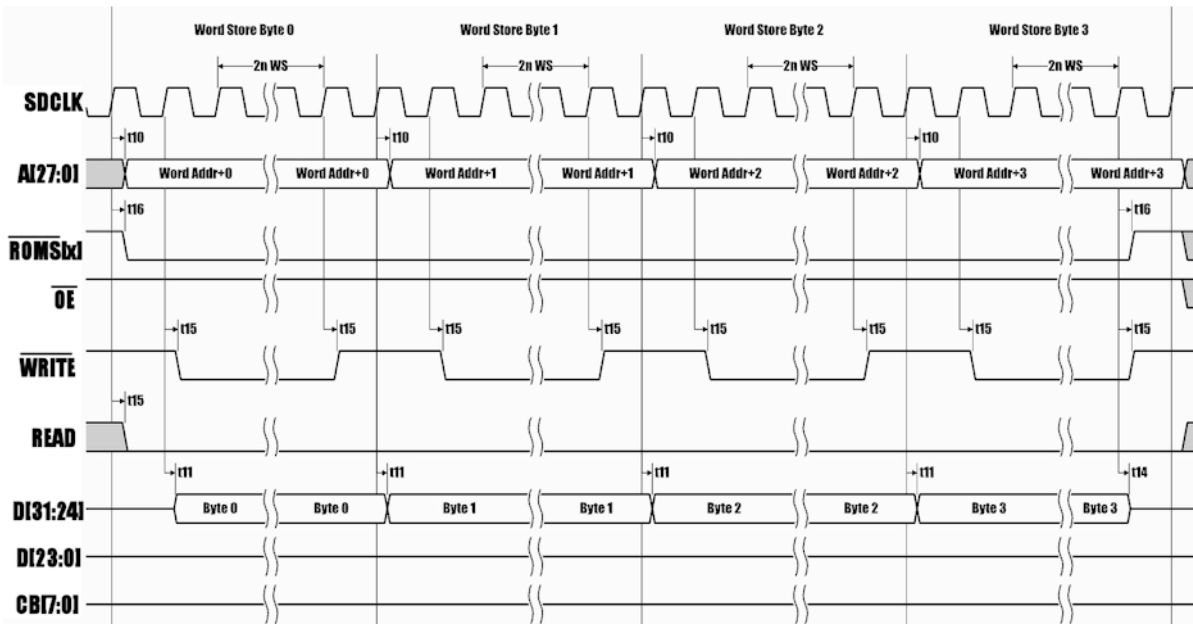 Word Store Byte 0 Word Store Byte 1 Word Store Byte 2 Word Store Byte 3
2n WS 2n WS 2n WS 2n WS
SDCLK
t10 t10 t10 t10
A[27:0] Word Addr+0 Word Addr+0 Word Addr+1 Word Addr+1 Word Addr+2 Word Addr+2 Word Addr+3 Word Addr+3
t16 t16
ROMS[x]
OE
t15 t15 t15 t15 t15 t15 t15 t15
WRITE
t15
READ
t11 t11 t11 t11 t14
D[31:24] Byte 0 Byte 0 Byte 1 Byte 1 Byte 2 Byte 2 Byte 3 Byte 3
D[23:0]
CB[7:0]